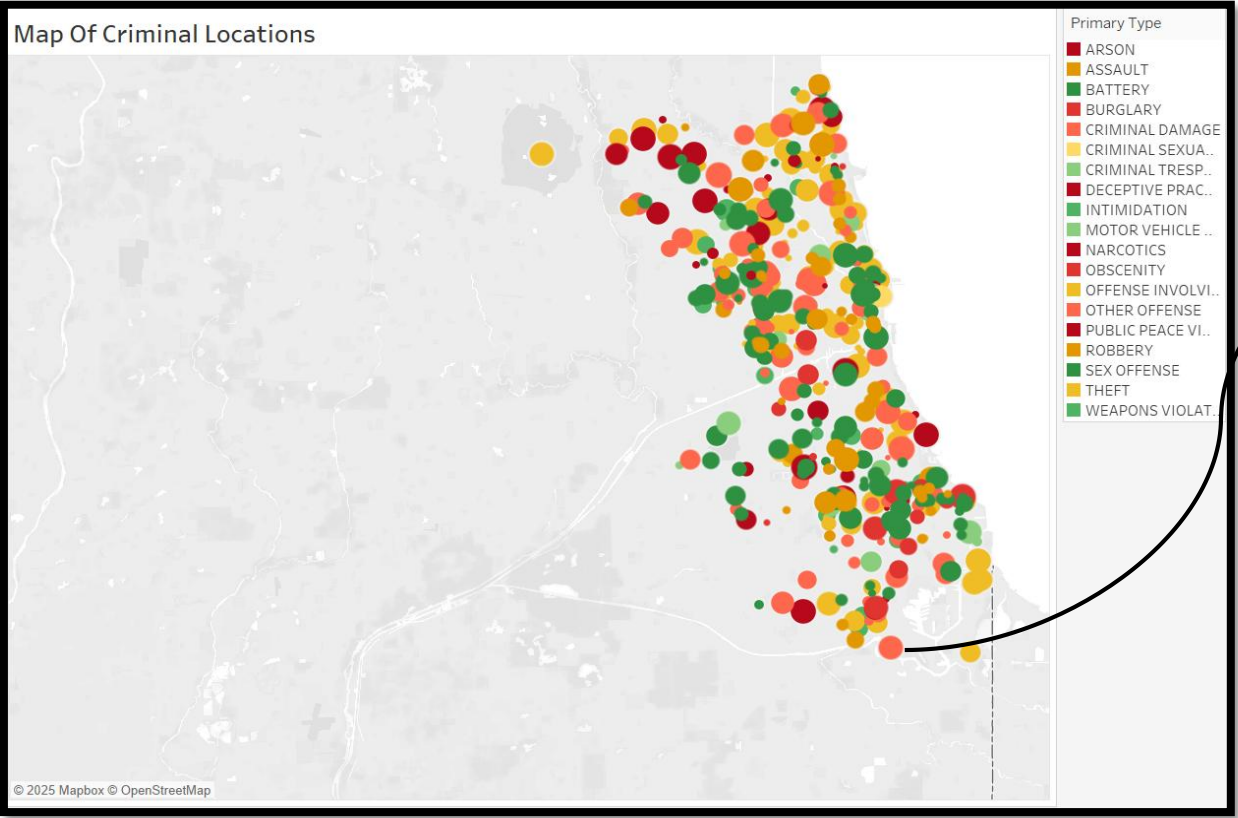 Map Of Criminal Locations
Primary Type
ARSON
ASSAULT
BATTERY
BURGLARY
CRIMINAL DAMAGE
CRIMINAL SEXUA..
CRIMINAL TRESP..
DECEPTIVE PRAC..
INTIMIDATION
MOTOR VEHICLE ..
NARCOTICS
OBSCENITY
OFFENSE INVOLVI..
OTHER OFFENSE
PUBLIC PEACE VI..
ROBBERY
SEX OFFENSE
THEFT
WEAPONS VIOLAT..
© 2025 Mapbox © OpenStreetMap